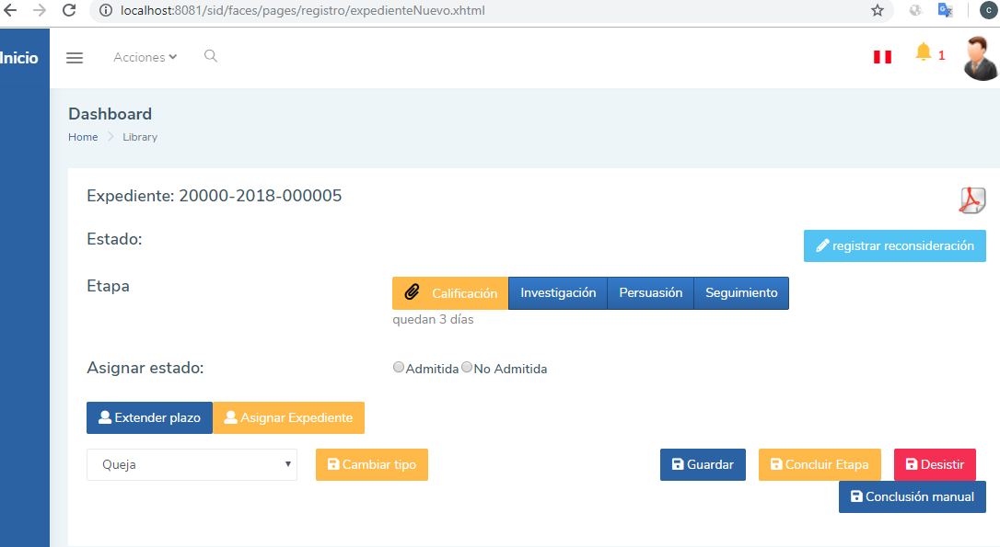 localhost:8081/sid/faces/pages/registro/expedienteNuevo.xhtml
C
Inicio
Acciones
1
Dashboard
Home Library
Expediente: 20000-2018-000005
Estado:
registrar reconsideración
Etapa
Calificación Investigación Persuasión Seguimiento
quedan 3 días
Asignar estado:
Admitida No Admitida
Extender plazo Asignar Expediente
Queja Cambiar tipo Guardar Concluir Etapa Desistir
Conclusión manual